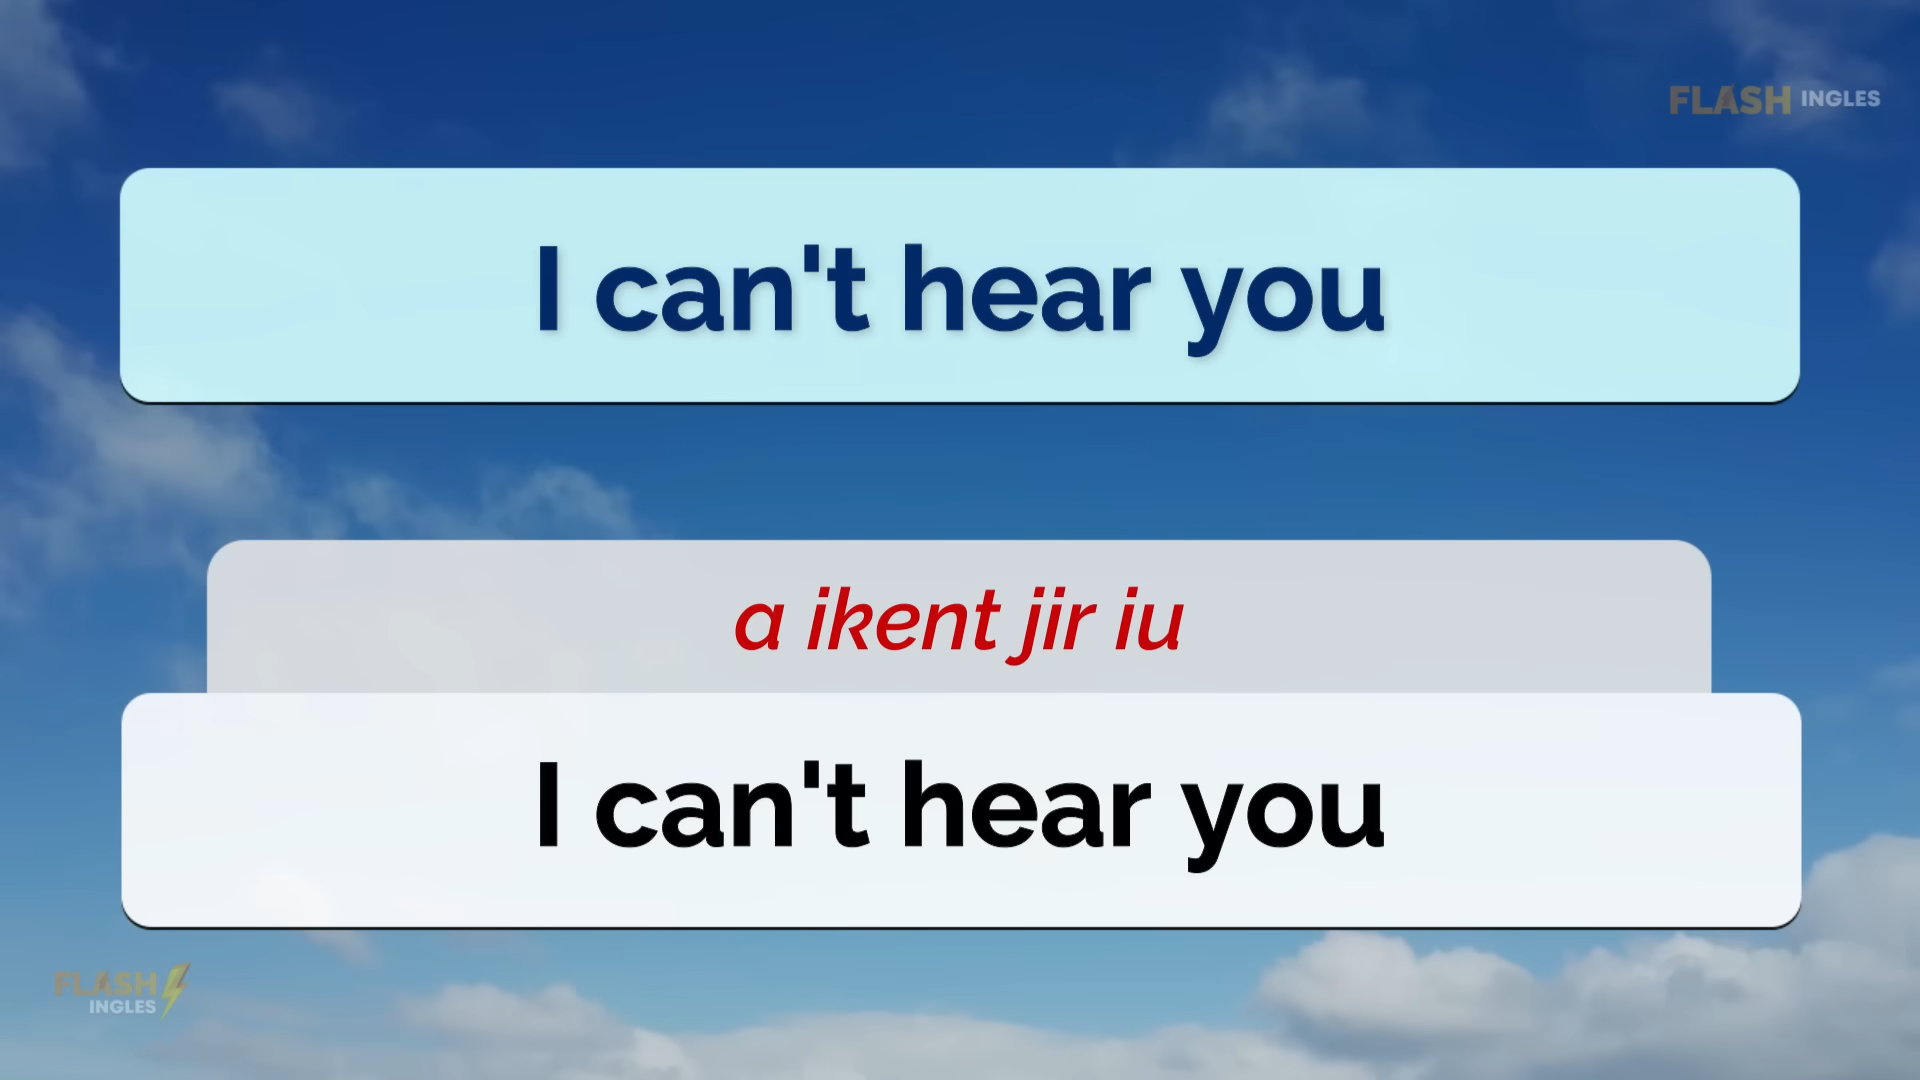 FLASH INGLES
I can't hear you
a ikent jir iu
I can't hear you
FLASH
INGLES